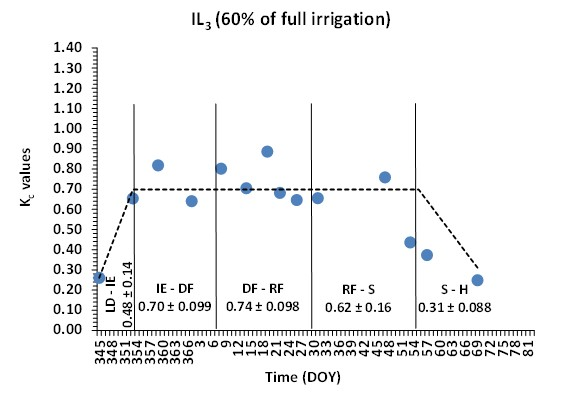 IL3 (60% of full irrigation)
1.40
1.30
1.20
1.10
1.00
0.90
0.80
0.70
0.60
0.50
0.40
0.30
0.20
0.10
0.00
Kc values
LD - IE
0.48 ± 0.14
IE - DF
0.70 ± 0.099
DF - RF
0.74 ± 0.098
RF - S
0.62 ± 0.16
S - H
0.31 ± 0.088
345 348 351 354 357 360 363 366 3 6 9 12 15 18 21 24 27 30 33 36 39 42 45 48 51 54 57 60 63 66 69 72 75 78 81
Time (DOY)